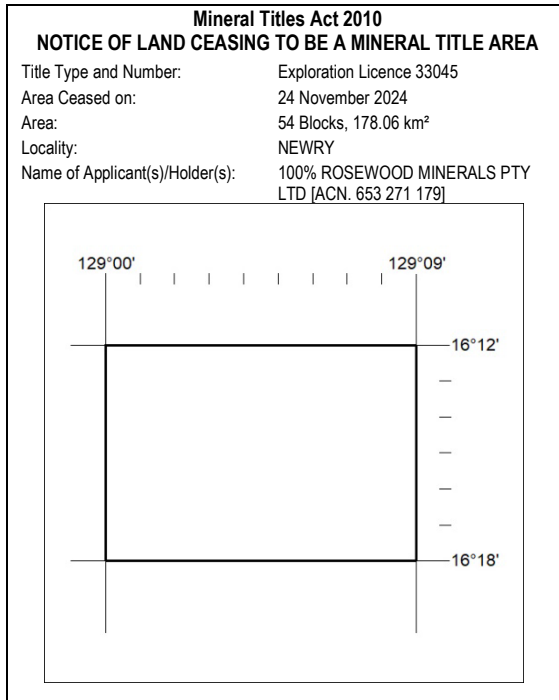 Mineral Titles Act 2010
NOTICE OF LAND CEASING TO BE A MINERAL TITLE AREA
Title Type and Number: Exploration Licence 33045
Area Ceased on: 24 November 2024
Area: 54 Blocks, 178.06 km²
Locality: NEWRY
Name of Applicant(s)/Holder(s): 100% ROSEWOOD MINERALS PTY
LTD [ACN. 653 271 179]
129°00' 129°09'
16°12'
16°18'